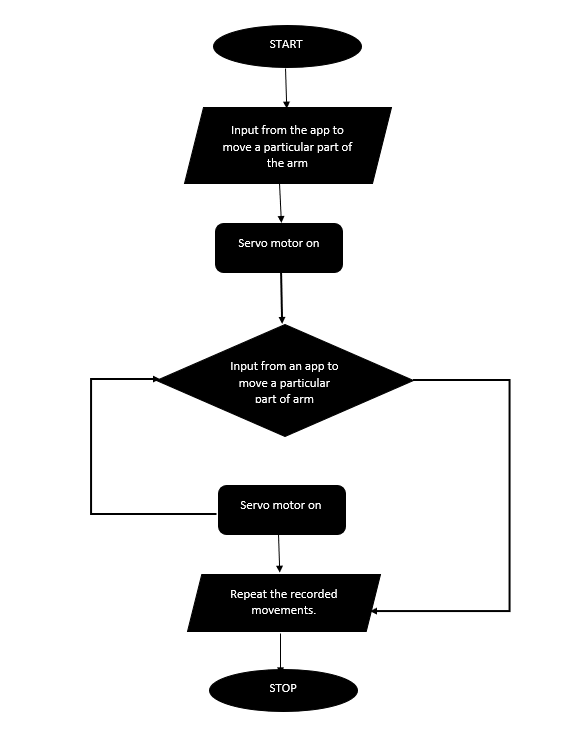 START
Input from the app to
move a particular part of
the arm
Servo motor on
Input from an app to
move a particular
part of arm
Servo motor on
Repeat the recorded
movements.
STOP